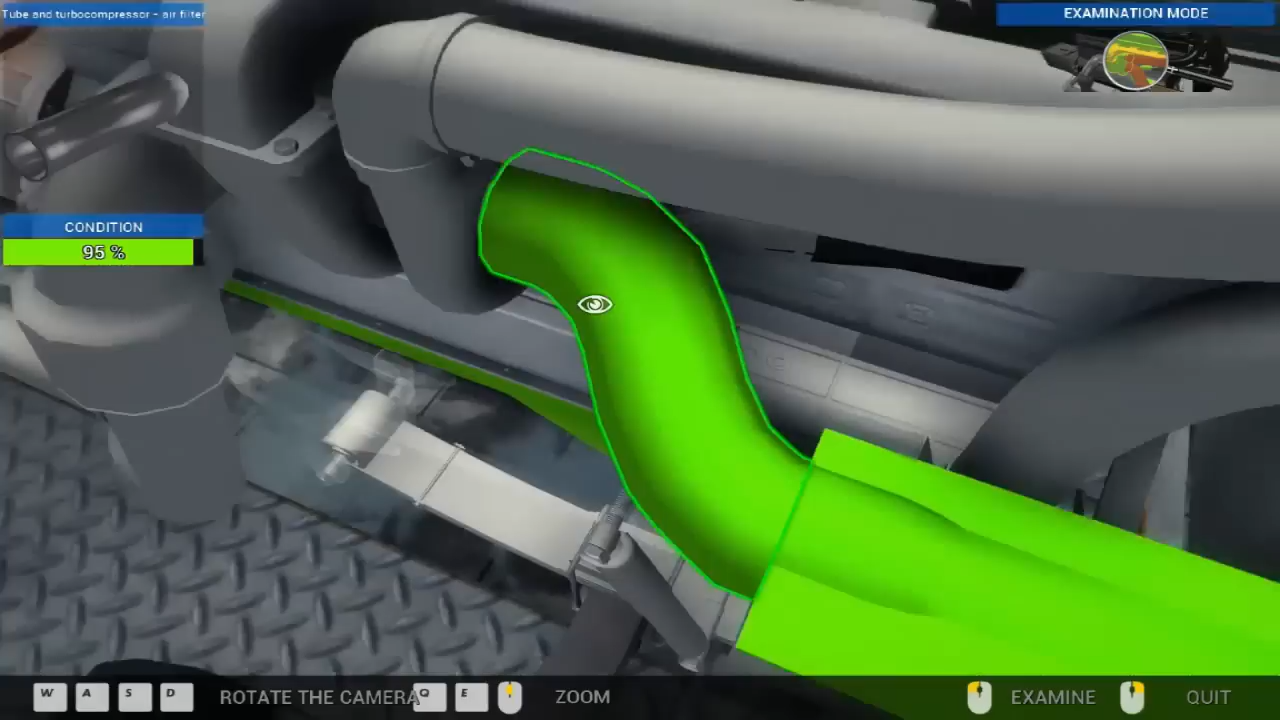 Tube and turbocompressor - air filter
EXAMINATION MODE
CONDITION
95 %
W A S D ROTATE THE CAMERA Q E ZOOM EXAMINE QUIT